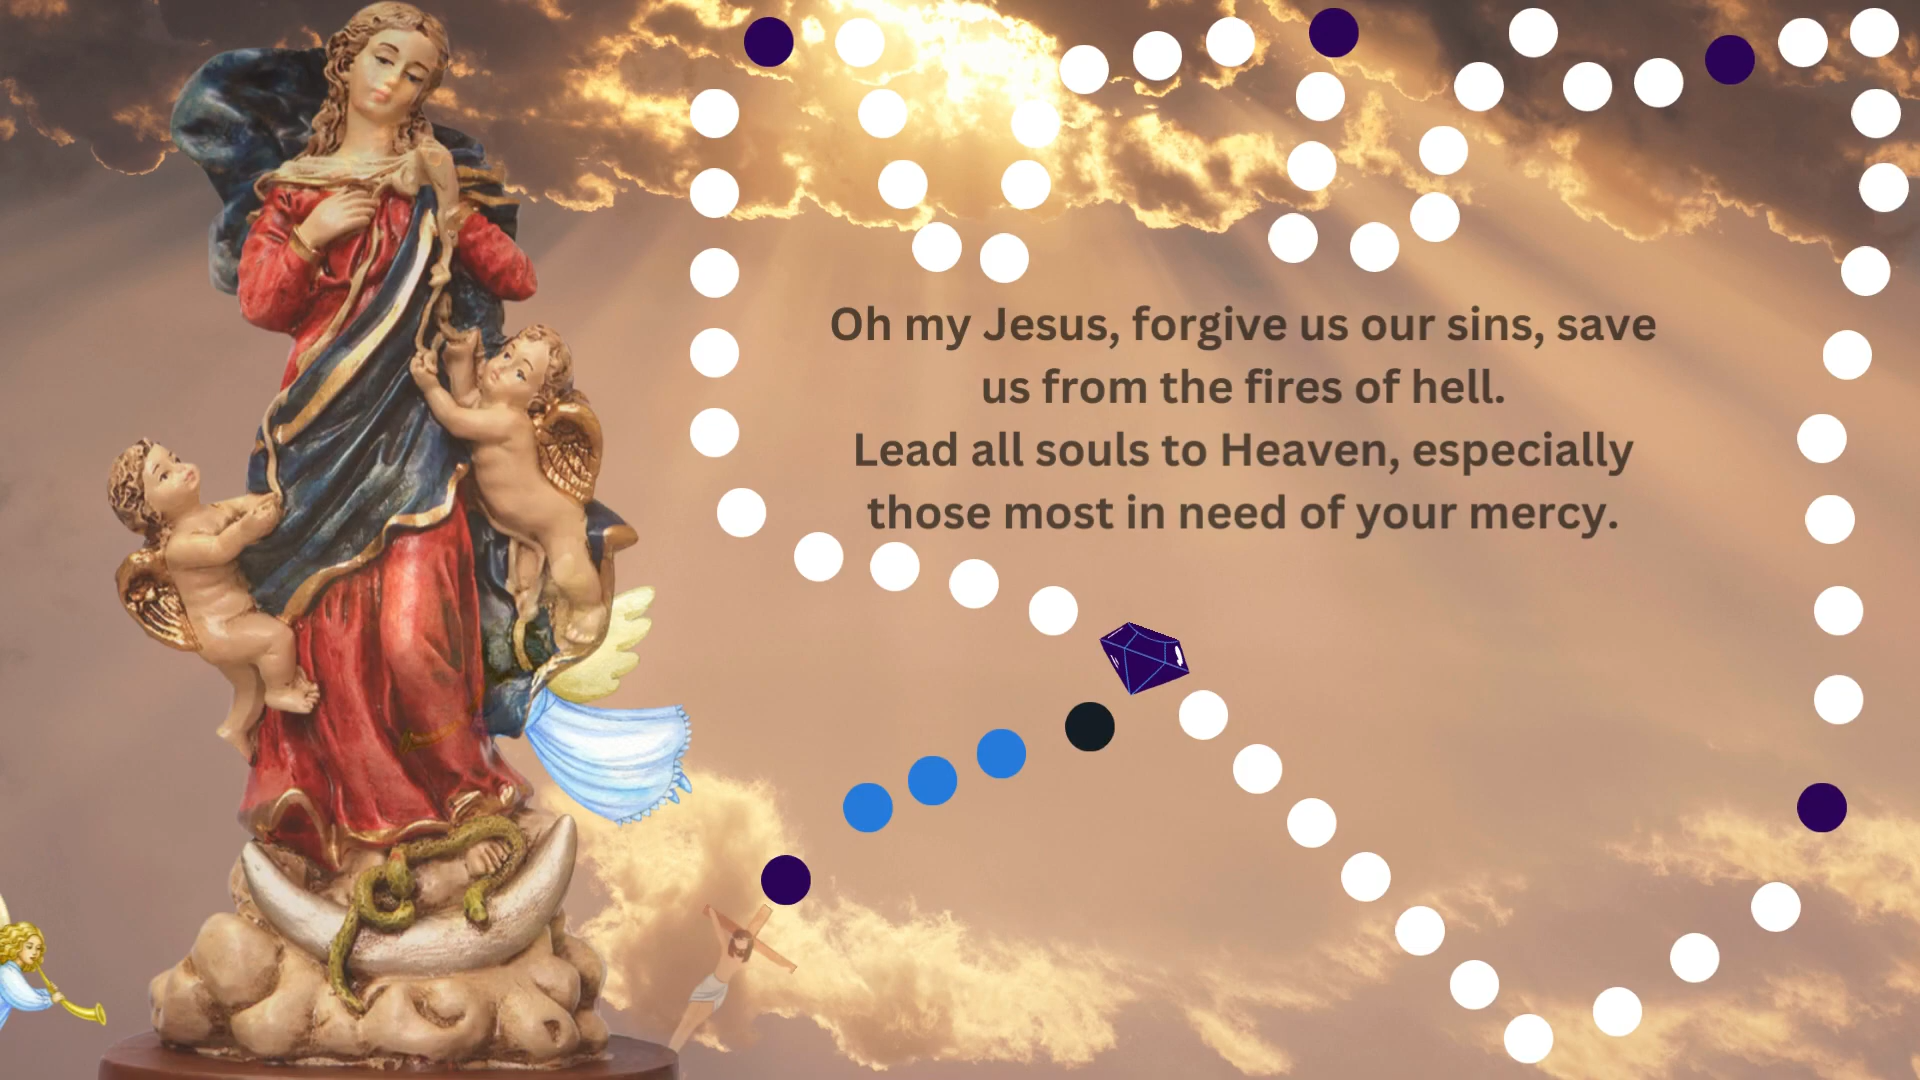 Oh my Jesus, forgive us our sins, save
us from the fires of hell.
Lead all souls to Heaven, especially
those most in need of your mercy.